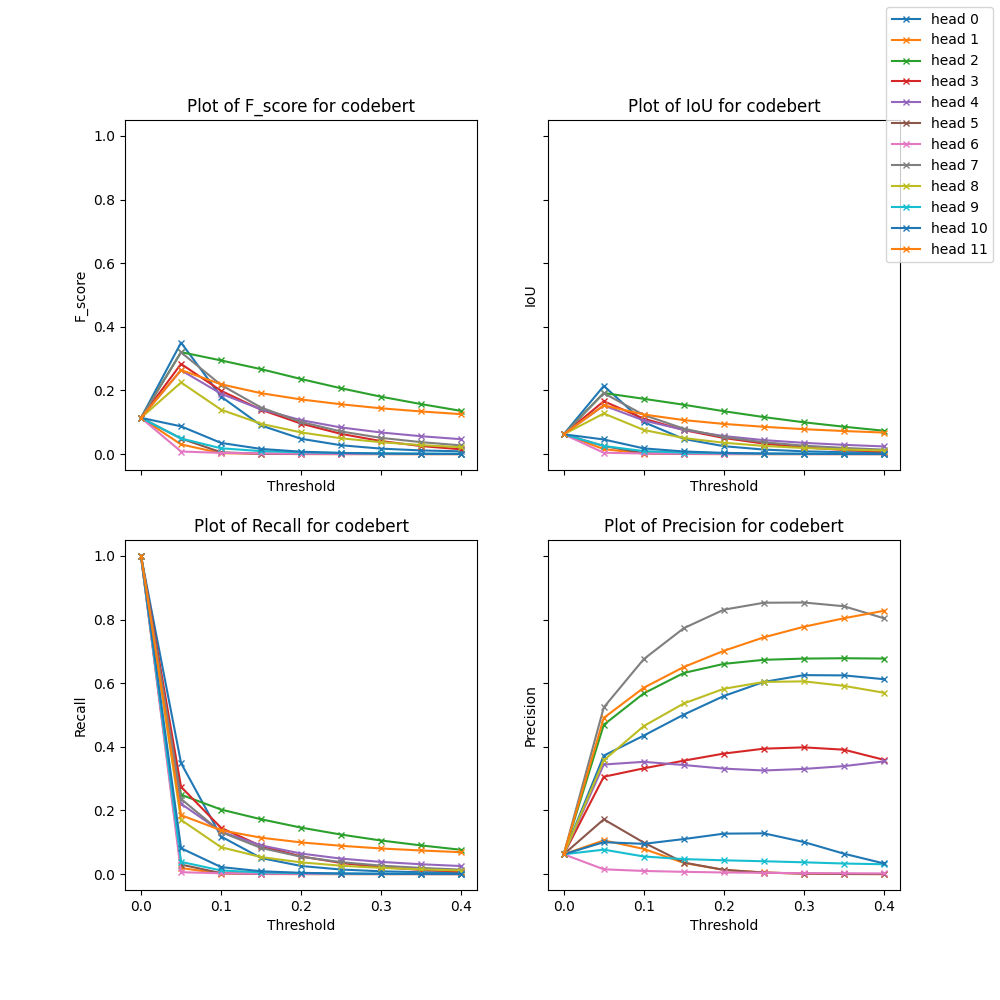 head 0
head 1
head 2
head 3
head 4
head 5
head 6
head 7
head 8
head 9
head 10
head 11
Plot of F_score for codebert
1.0
0.8
0.6
0.4
0.2
0.0
F_score
Threshold
Plot of IoU for codebert
IoU
Threshold
Plot of Recall for codebert
1.0
0.8
0.6
0.4
0.2
0.0
Recall
0.0 0.1 0.2 0.3 0.4
Threshold
Plot of Precision for codebert
Precision
0.0 0.1 0.2 0.3 0.4
Threshold